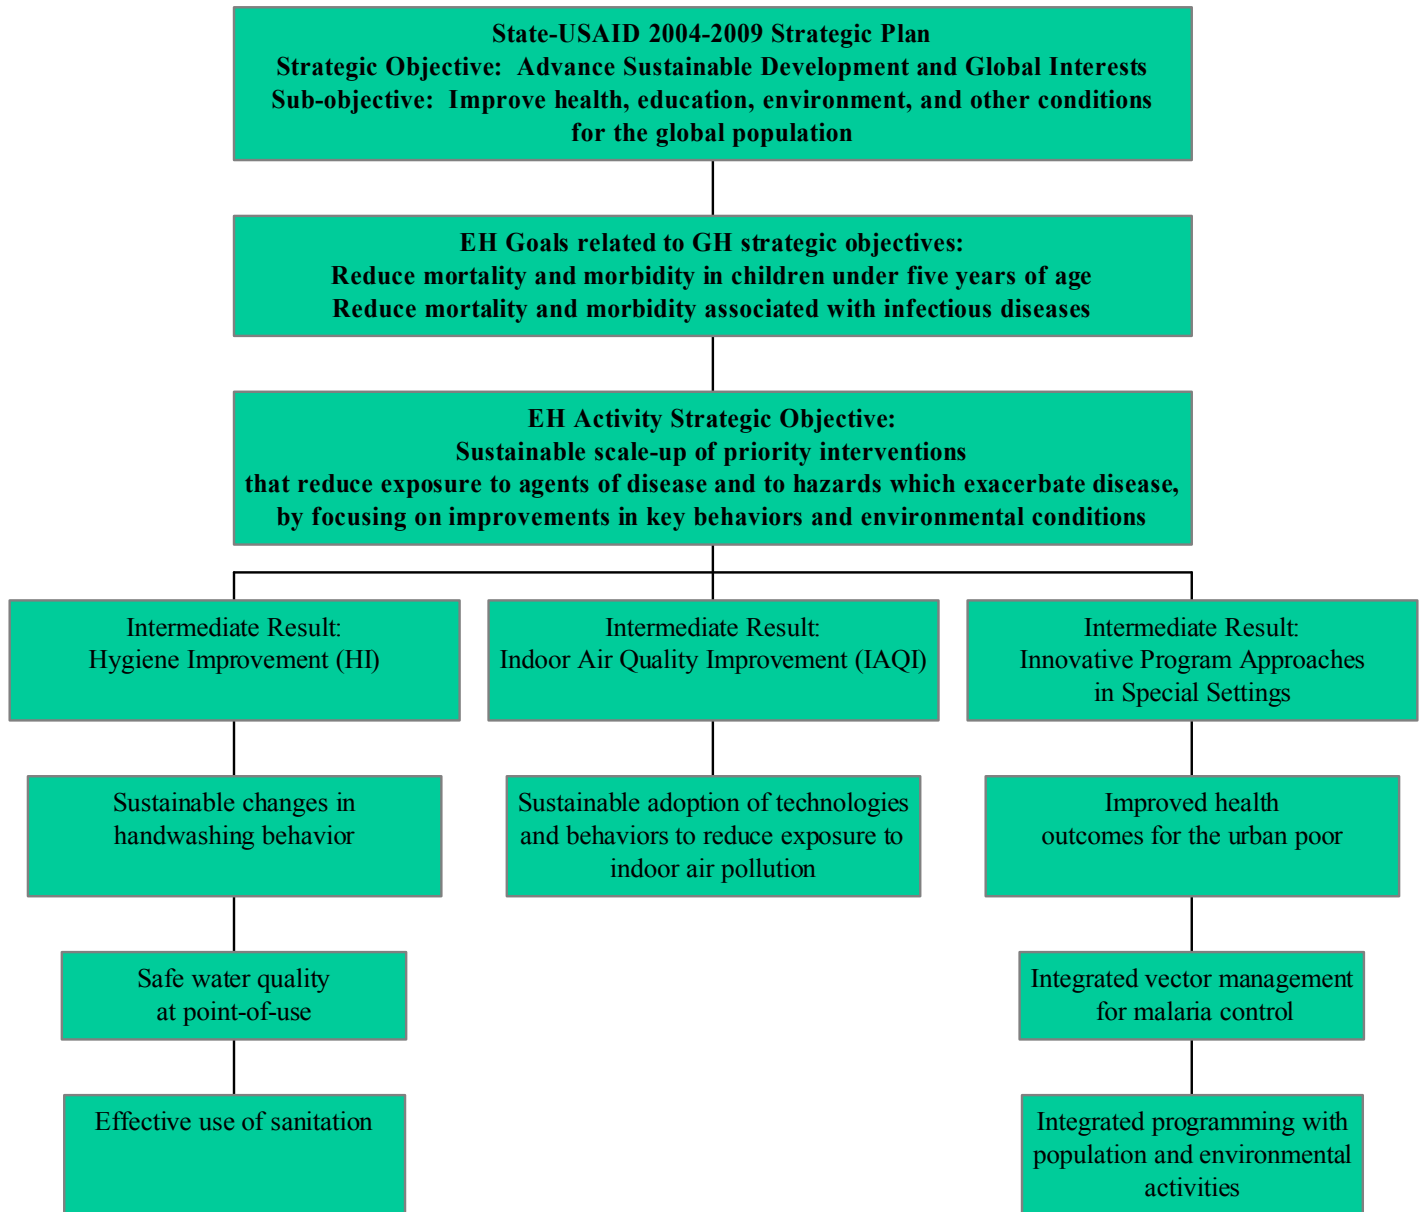 State-USAID 2004-2009 Strategic Plan
Strategic Objective:  Advance Sustainable Development and Global Interests
Sub-objective:  Improve health, education, environment, and other conditions
for the global population
EH Goals related to GH strategic objectives:
Reduce mortality and morbidity in children under five years of age
Reduce mortality and morbidity associated with infectious diseases
EH Activity Strategic Objective:
Sustainable scale-up of priority interventions
that reduce exposure to agents of disease and to hazards which exacerbate disease,
by focusing on improvements in key behaviors and environmental conditions
Intermediate Result:
Hygiene Improvement (HI)
Sustainable changes in
handwashing behavior
Safe water quality
at point-of-use
Effective use of sanitation
Intermediate Result:
Indoor Air Quality Improvement (IAQI)
Sustainable adoption of technologies
and behaviors to reduce exposure to
indoor air pollution
Intermediate Result:
Innovative Program Approaches
in Special Settings
Improved health
outcomes for the urban poor
Integrated vector management
for malaria control
Integrated programming with
population and environmental
activities